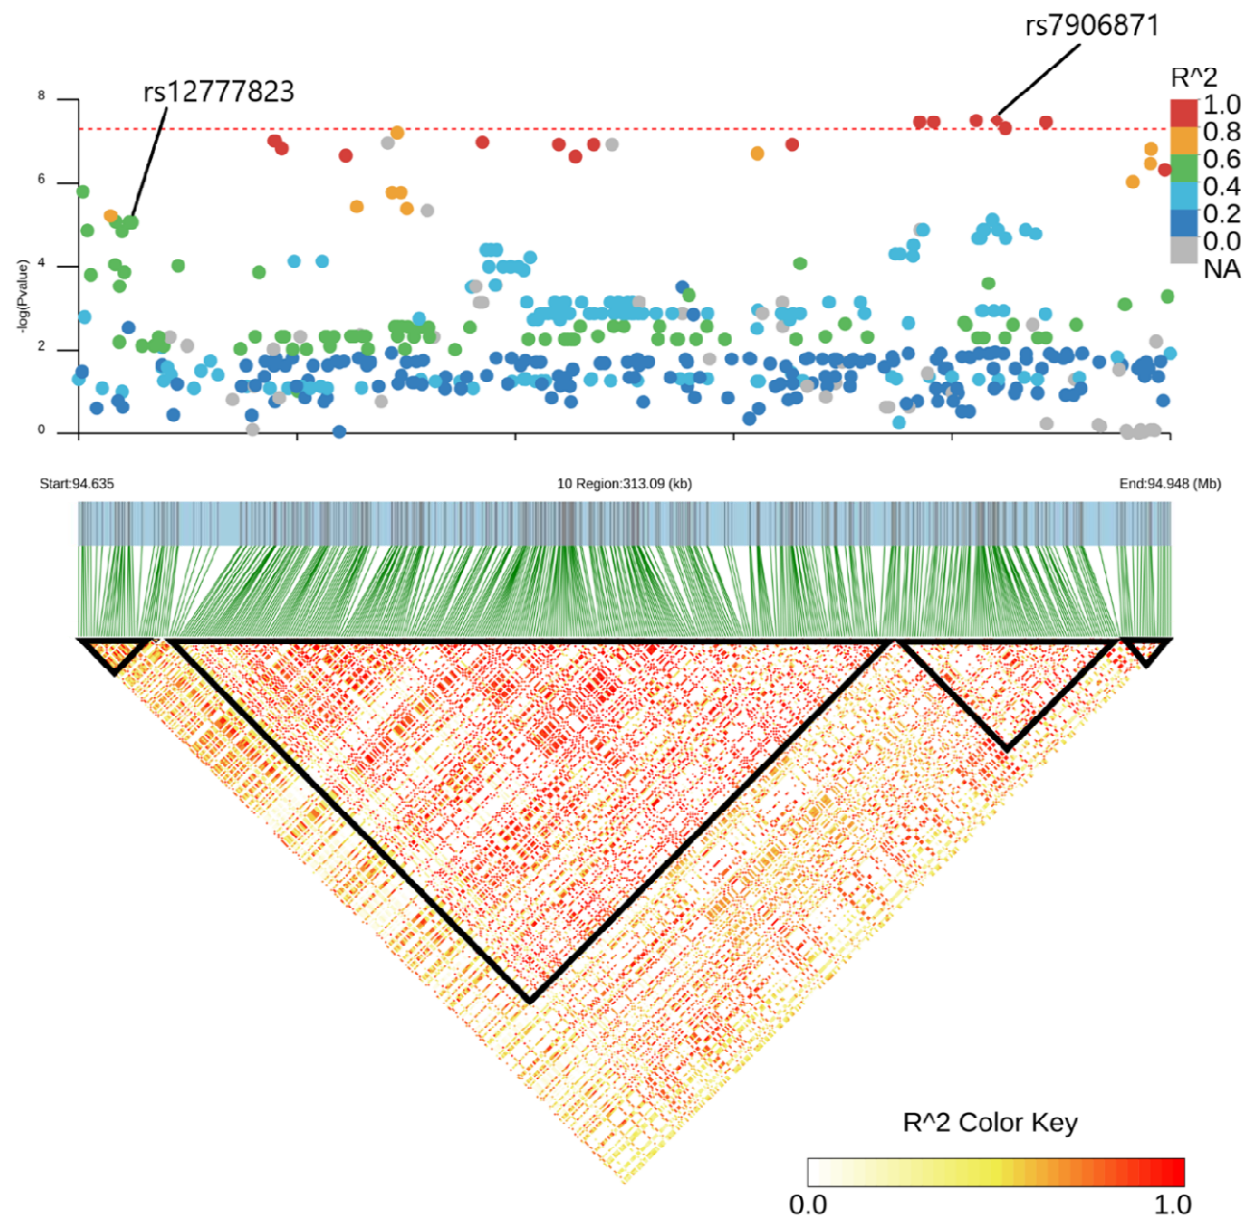 rs7906871
rs12777823
R^2
1.0
0.8
0.6
0.4
0.2
0.0
NA
8
6
4
2
0
-log(Pvalue)
Start:94.635
10 Region:313.09 (kb)
End:94.948 (Mb)
R^2 Color Key
0.0
1.0